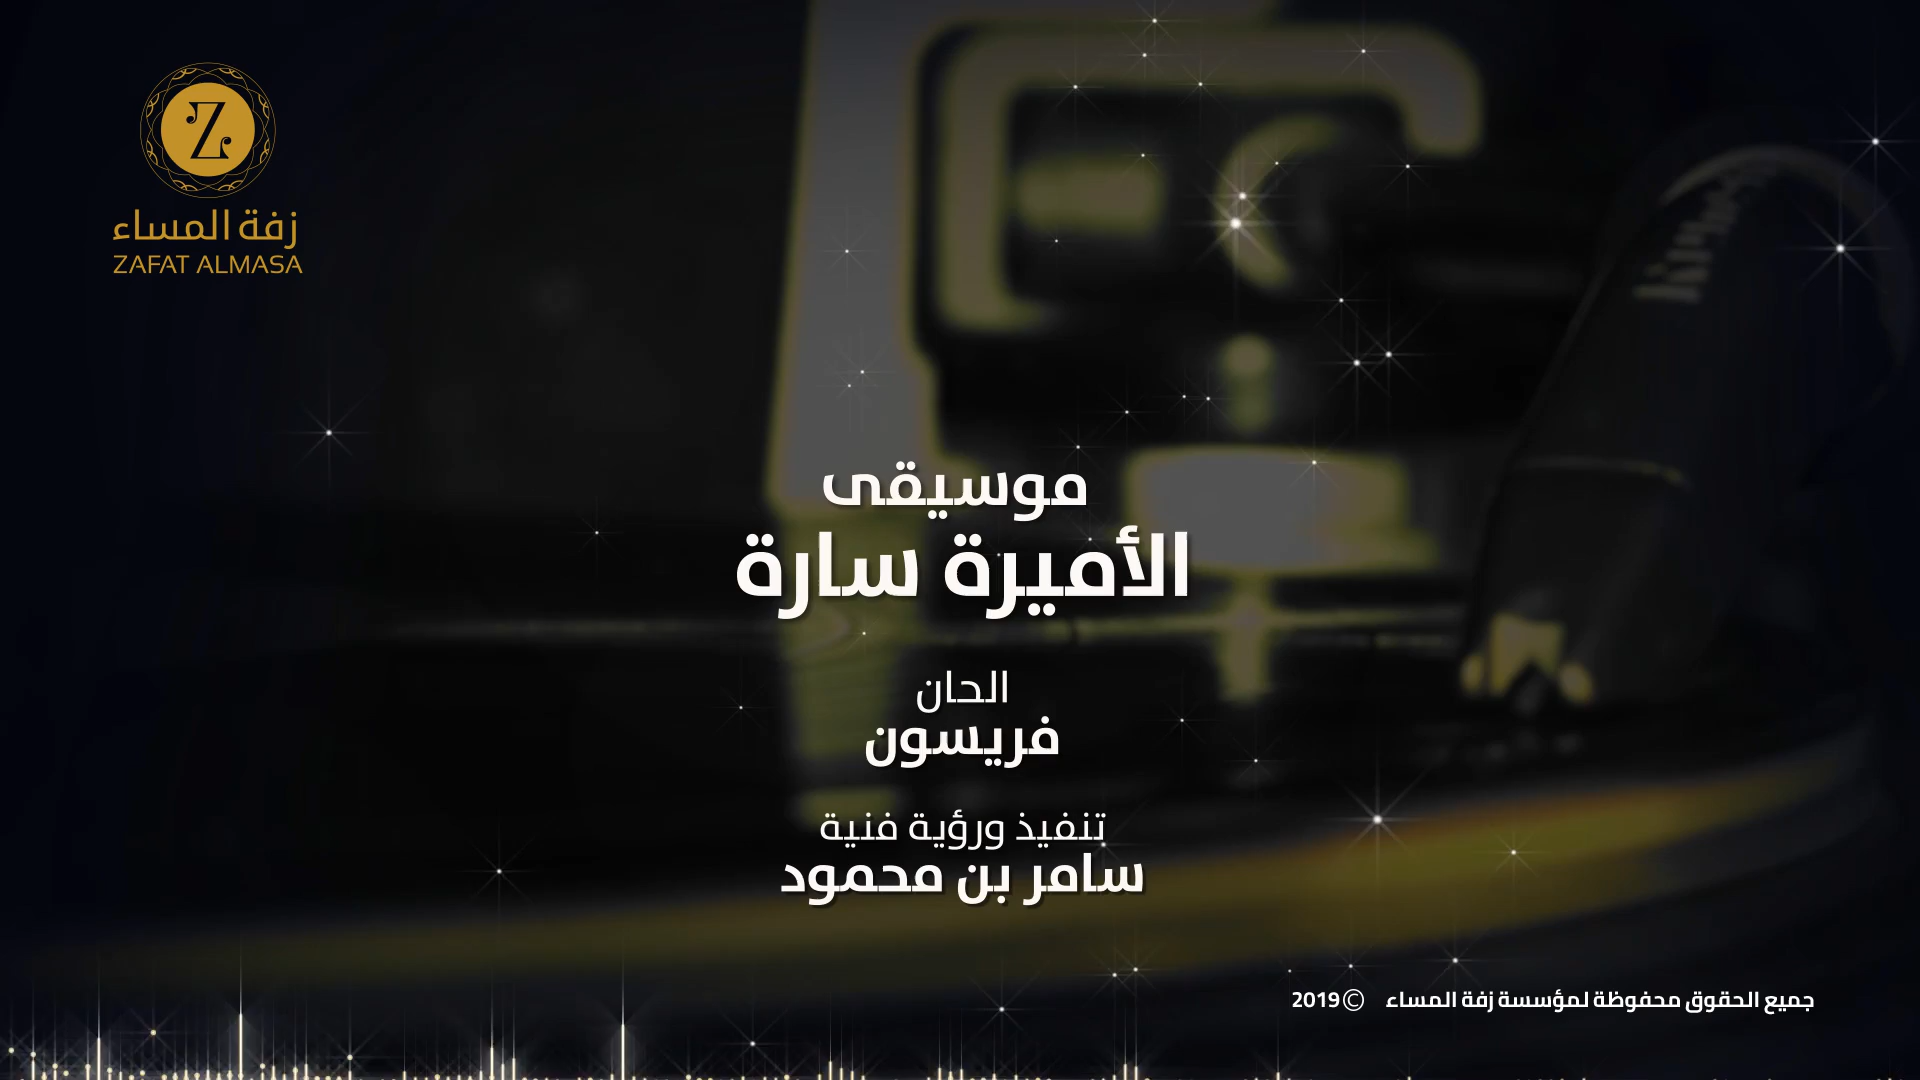 Z
زفة المساء
ZAFAT ALMASA
موسيقى
الأميرة سارة
الحان
فريسون
تنفيذ ورؤية فنية
سامر بن محمود
جميع الحقوق محفوظة لمؤسسة زفة المساء ©2019